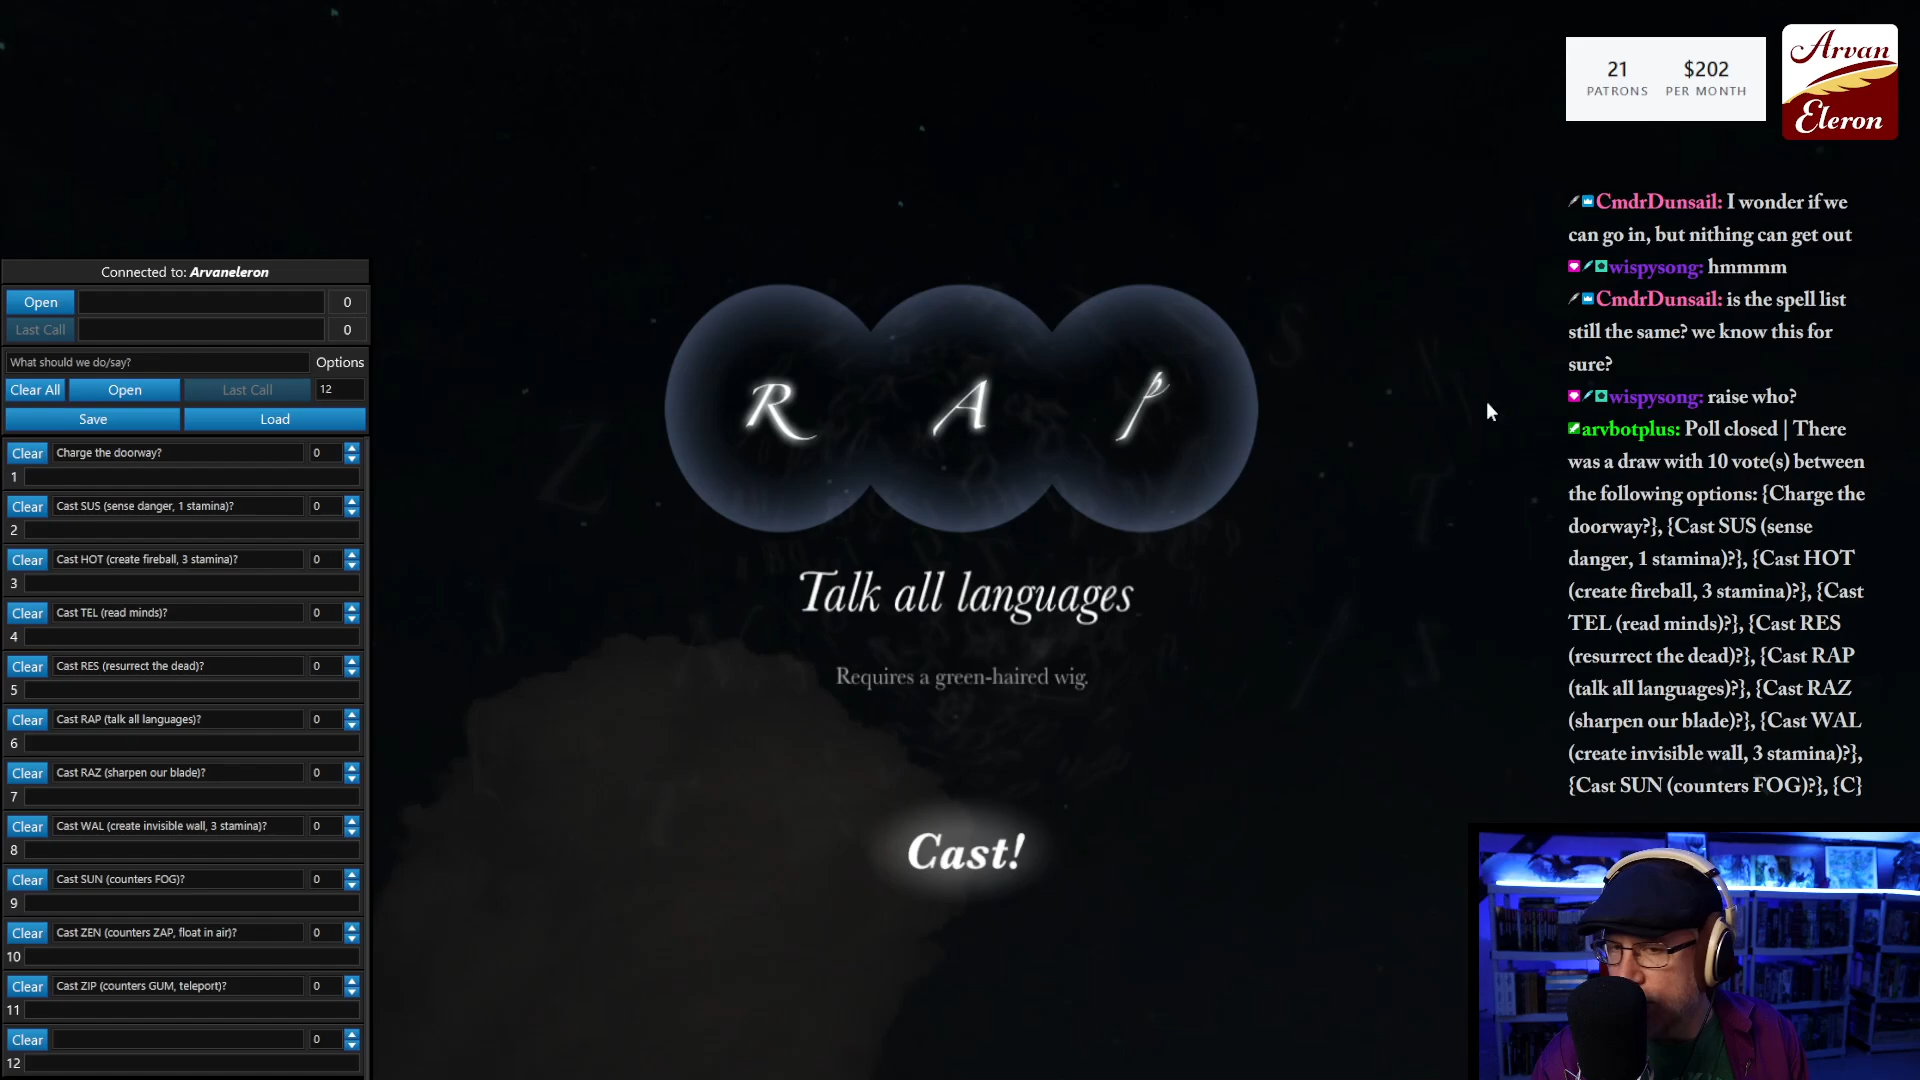 Connected to: Arvaneleron
Open 0
Last Call 0
What should we do/say? Options
Clear All Open Last Call 12
Save Load
Clear Charge the doorway? 0
1
Clear Cast SUS (sense danger, 1 stamina)? 0
2
Clear Cast HOT (create fireball, 3 stamina)? 0
3
Clear Cast TEL (read minds)? 0
4
Clear Cast RES (resurrect the dead)? 0
5
Clear Cast RAP (talk all languages)? 0
6
Clear Cast RAZ (sharpen our blade)? 0
7
Clear Cast WAL (create invisible wall, 3 stamina)? 0
8
Clear Cast SUN (counters FOG)? 0
9
Clear Cast ZEN (counters ZAP, float in air)? 0
10
Clear Cast ZIP (counters GUM, teleport)? 0
11
Clear 0
12
R A P
Talk all languages
Requires a green-haired wig.
Cast!
21 $202
PATRONS PER MONTH
Arvan
Eleron
CmdrDunsail: I wonder if we
can go in, but nithing can get out
wispysong: hmmmm
CmdrDunsail: is the spell list
still the same? we know this for
sure?
wispysong: raise who?
arvbotplus: Poll closed | There
was a draw with 10 vote(s) between
the following options: {Charge the
doorway?}, {Cast SUS (sense
danger, 1 stamina)?}, {Cast HOT
(create fireball, 3 stamina)?}, {Cast
TEL (read minds)?}, {Cast RES
(resurrect the dead)?}, {Cast RAP
(talk all languages)?}, {Cast RAZ
(sharpen our blade)?}, {Cast WAL
(create invisible wall, 3 stamina)?},
{Cast SUN (counters FOG)?}, {C}